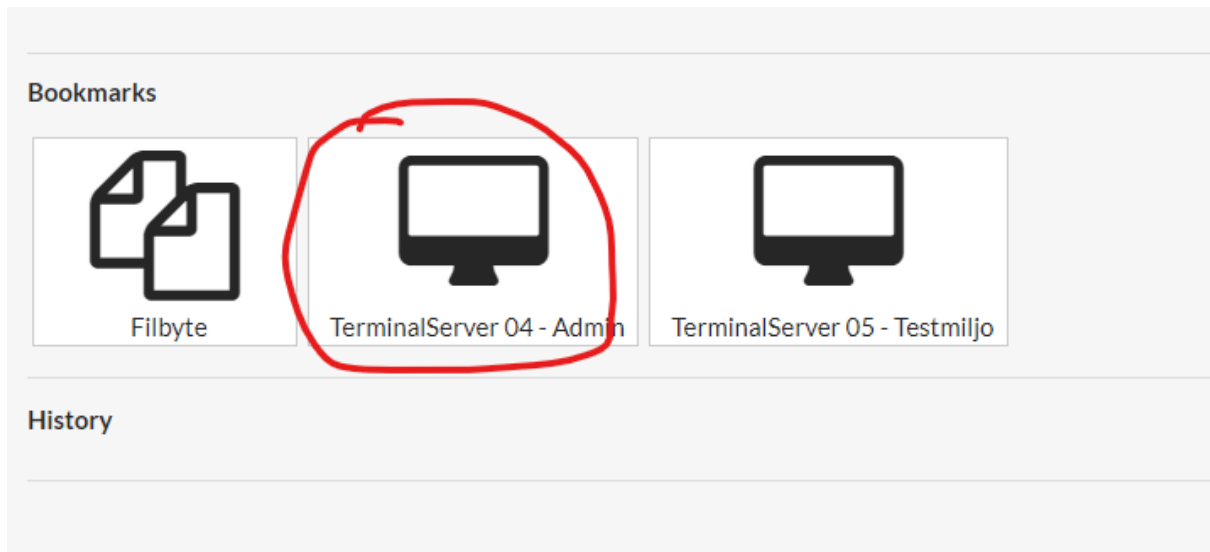 Bookmarks
Filbyte
TerminalServer 04 - Admin
TerminalServer 05 - Testmiljo
History